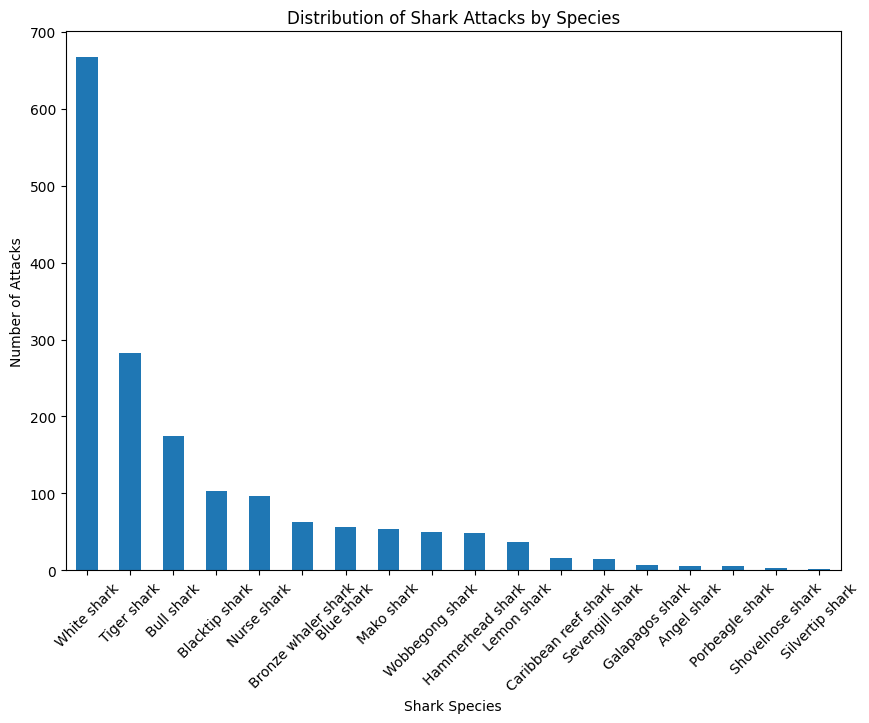 Distribution of Shark Attacks by Species
700
600
500
400
300
200
100
0
Number of Attacks
White shark
Tiger shark
Bull shark
Blacktip shark
Nurse shark
Bronze whaler shark
Blue shark
Mako shark
Wobbegong shark
Hammerhead shark
Lemon shark
Caribbean reef shark
Sevengill shark
Galapagos shark
Angel shark
Porbeagle shark
Shovelnose shark
Silvertip shark
Shark Species